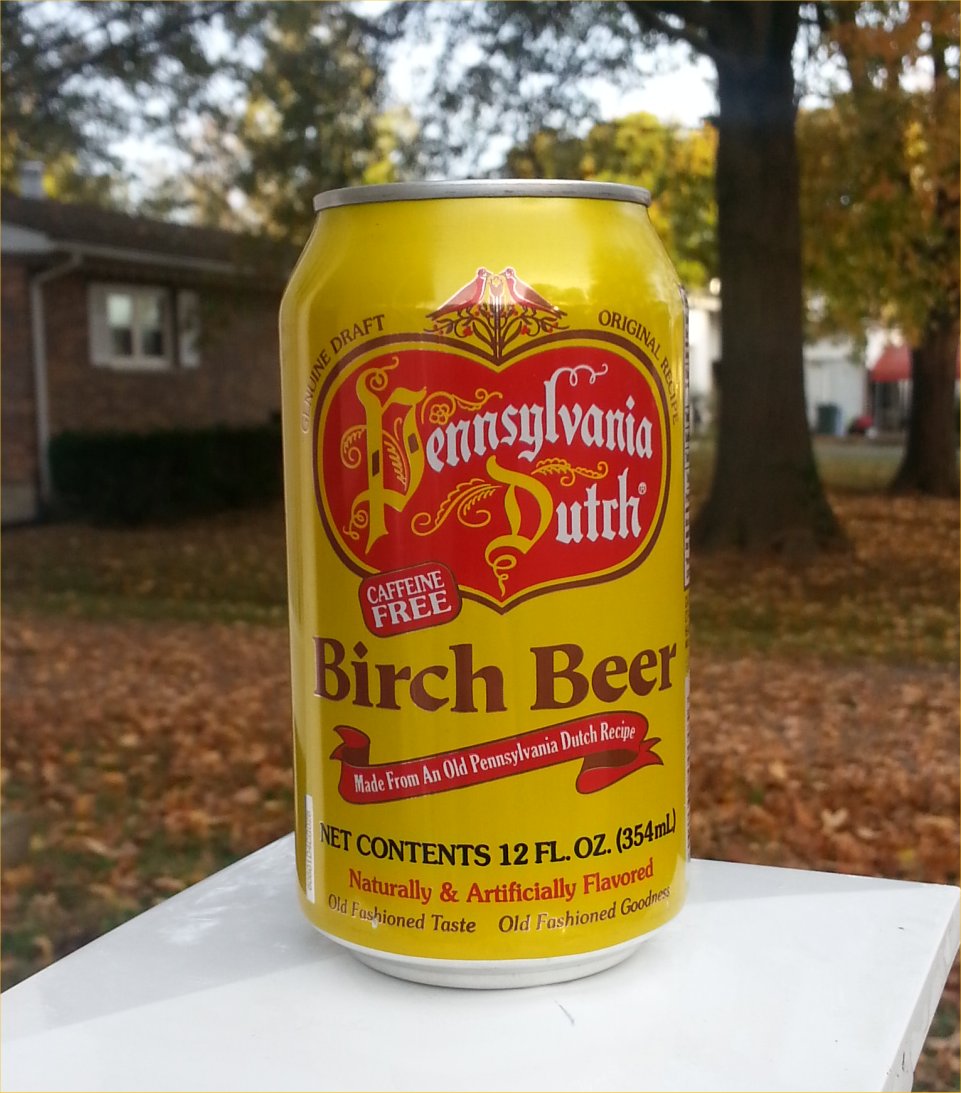 GENUINE DRAFT
ORIGINAL RECIPE
Pennsylvania
Dutch®
CAFFEINE
FREE
Birch Beer
Made From An Old Pennsylvania Dutch Recipe
NET CONTENTS 12 FL. OZ. (354mL)
Naturally & Artificially Flavored
Old Fashioned Taste Old Fashioned Goodness